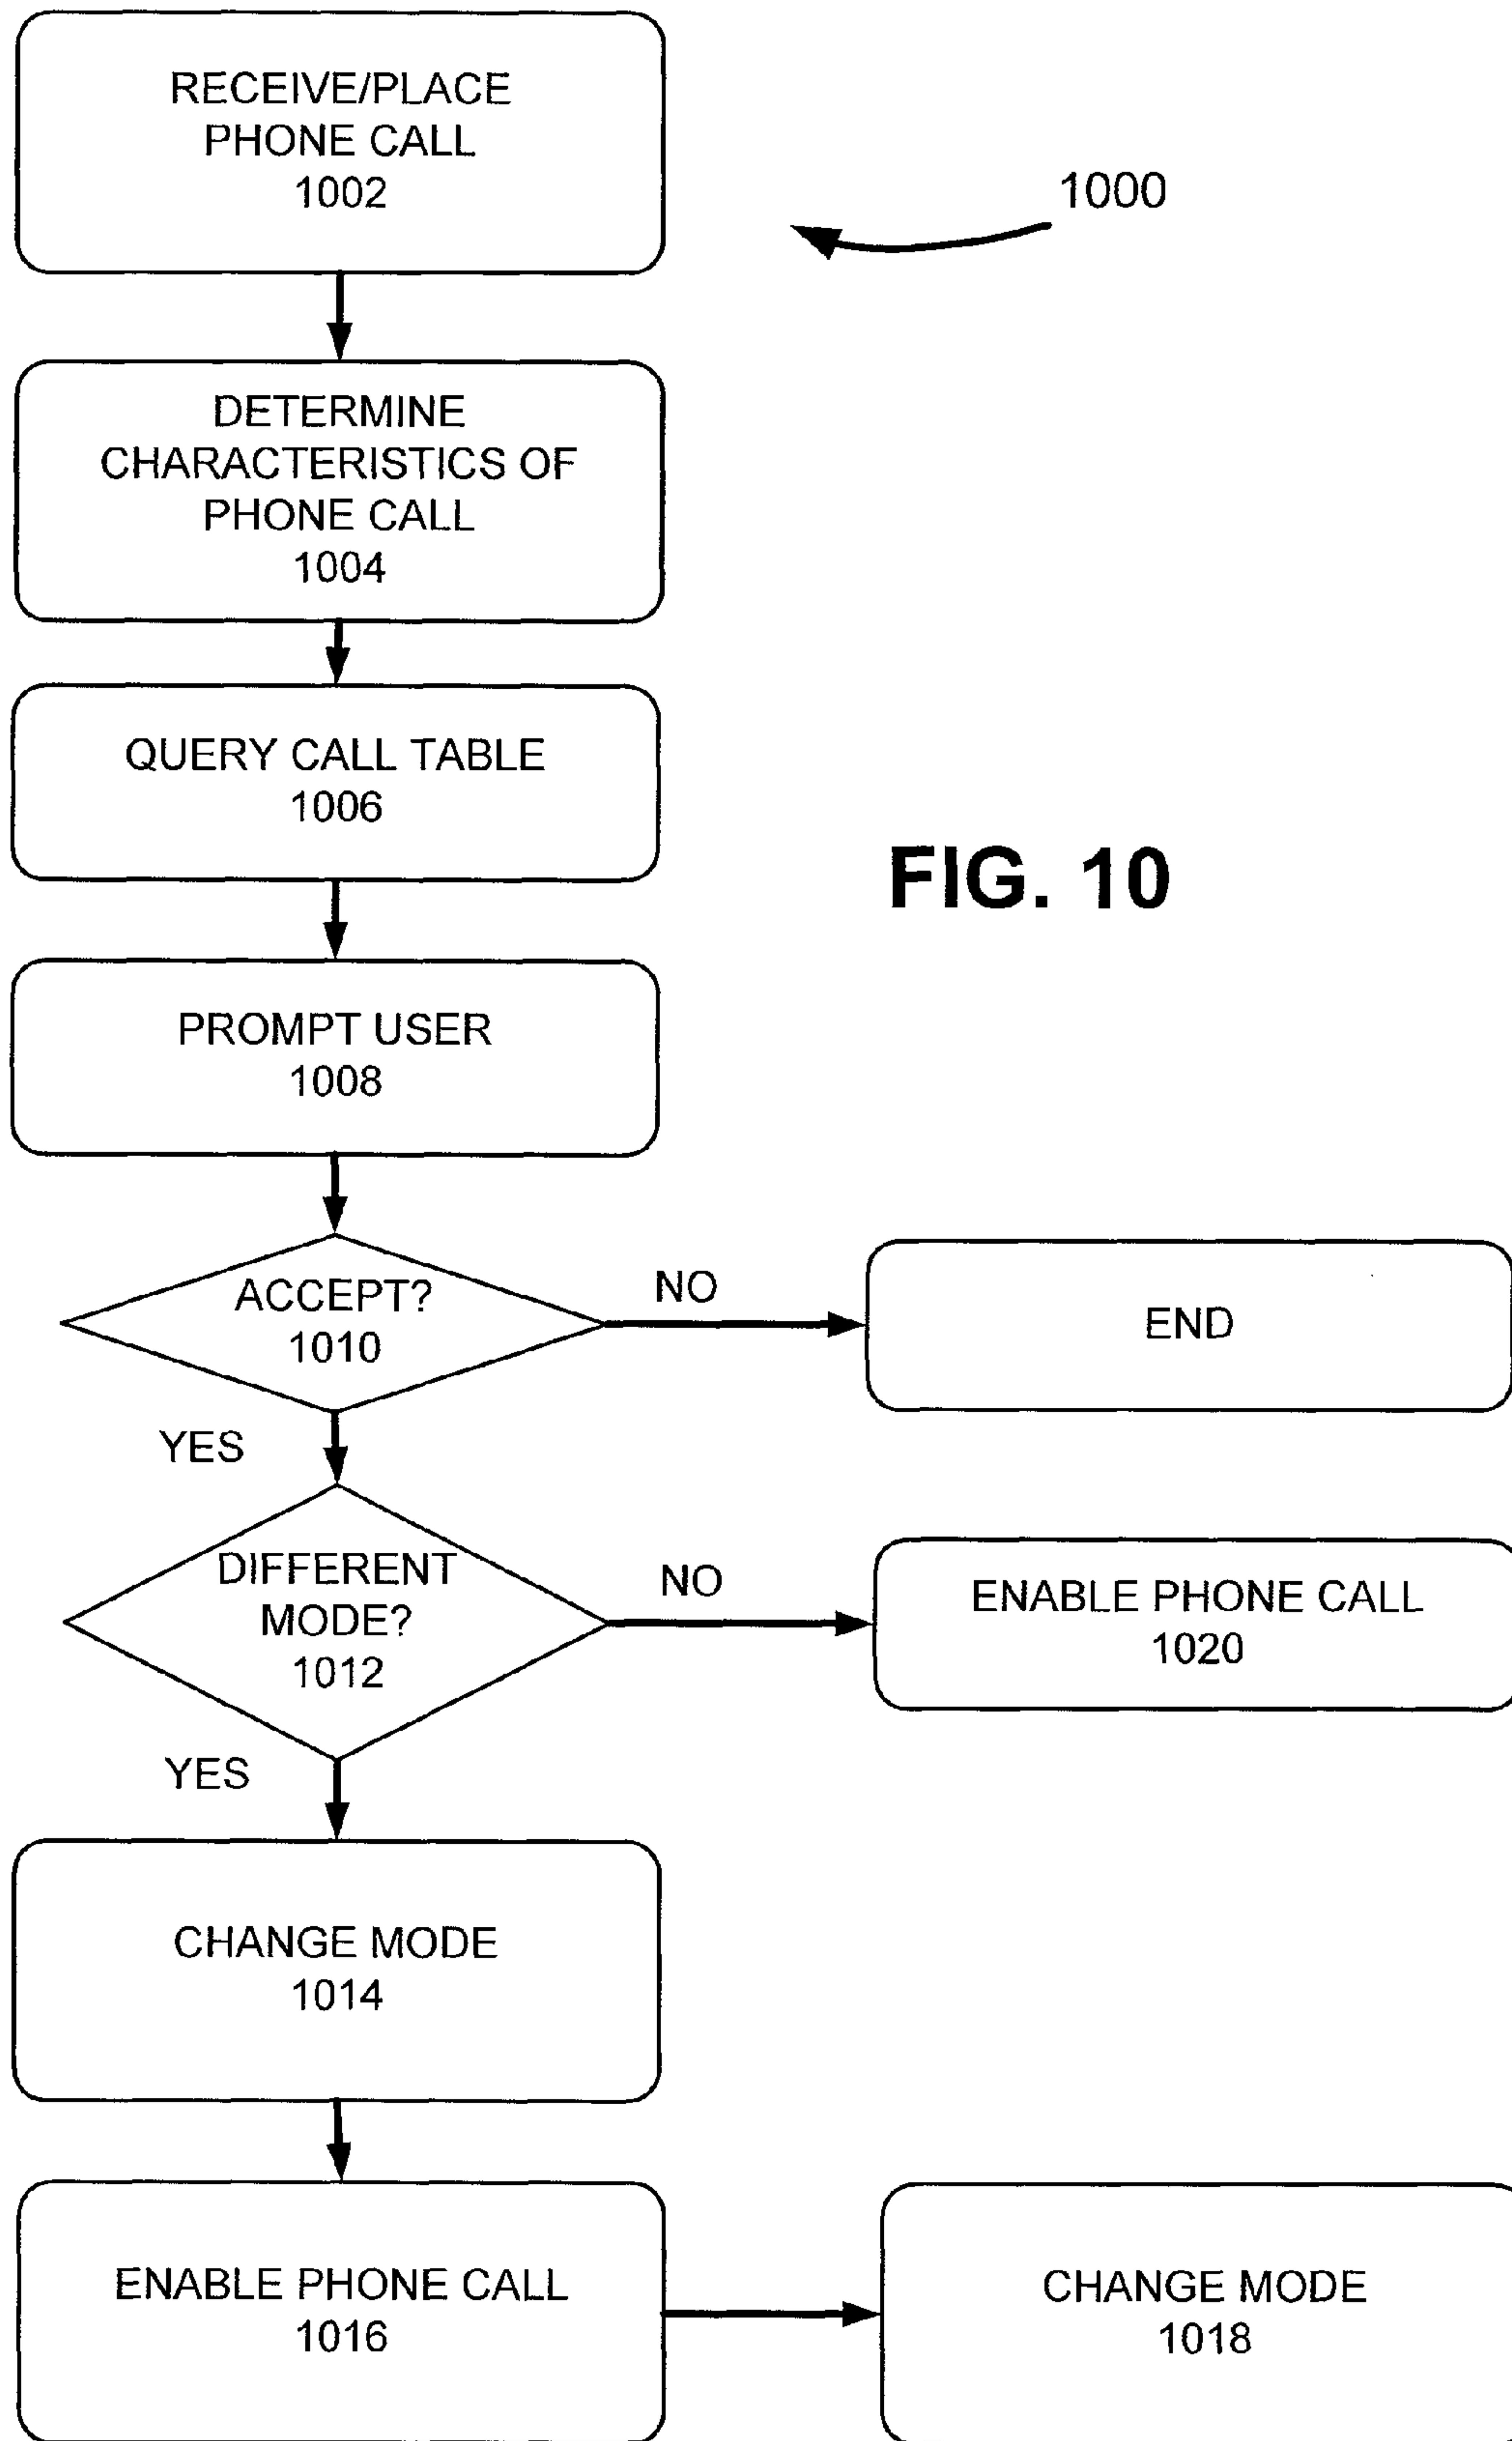 RECEIVE/PLACE
PHONE CALL
1002
1000
DETERMINE
CHARACTERISTICS OF
PHONE CALL
1004
QUERY CALL TABLE
1006
FIG. 10
PROMPT USER
1008
ACCEPT?
1010
NO
END
YES
DIFFERENT
MODE?
1012
NO
ENABLE PHONE CALL
1020
YES
CHANGE MODE
1014
ENABLE PHONE CALL
1016
CHANGE MODE
1018